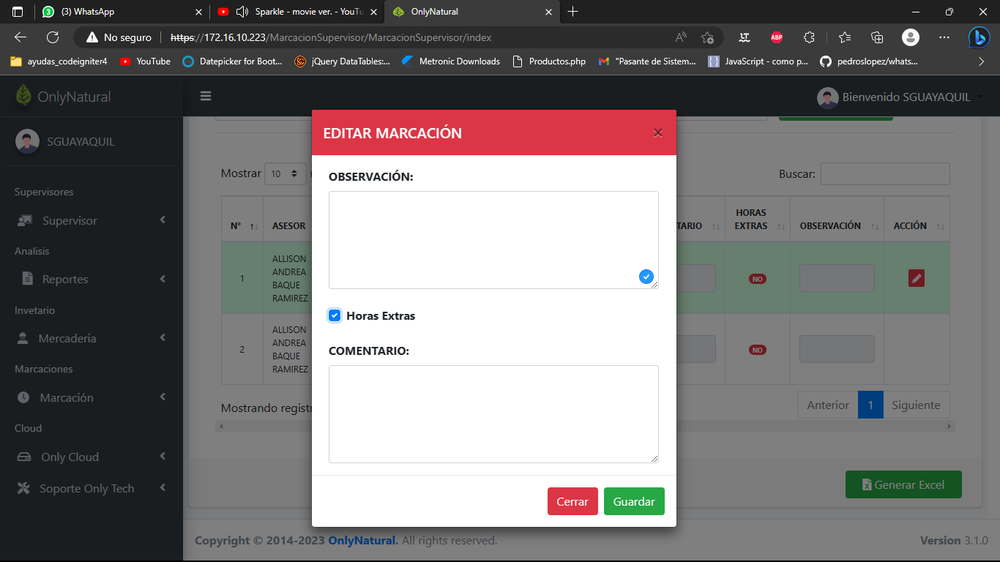 (3) WhatsApp
Sparkle - movie ver. - YouTu
OnlyNatural
No seguro
https://172.16.10.223/MarcacionSupervisor/MarcacionSupervisor/index
ABP
ayudas_codeigniter4
YouTube
Datepicker for Boot...
jQuery DataTables:...
Metronic Downloads
Productos.php
"Pasante de Sistem...
JavaScript - como p...
pedroslopez/whats...
OnlyNatural
Bienvenido SGUAYAQUIL
SGUAYAQUIL
Supervisores
Supervisor
Analisis
Reportes
Invetario
Mercaderia
Marcaciones
Marcación
Cloud
Only Cloud
Soporte Only Tech
EDITAR MARCACIÓN
×
OBSERVACIÓN:
Horas Extras
COMENTARIO:
Cerrar
Guardar
Mostrar 10
Buscar:
N°
ASESOR
TARIO
HORAS
EXTRAS
OBSERVACIÓN
ACCIÓN
1
ALLISON
ANDREA
BAQUE
RAMIREZ
NO
2
ALLISON
ANDREA
BAQUE
RAMIREZ
NO
Mostrando registr
Anterior 1 Siguiente
Generar Excel
Copyright © 2014-2023 OnlyNatural. All rights reserved.
Version 3.1.0